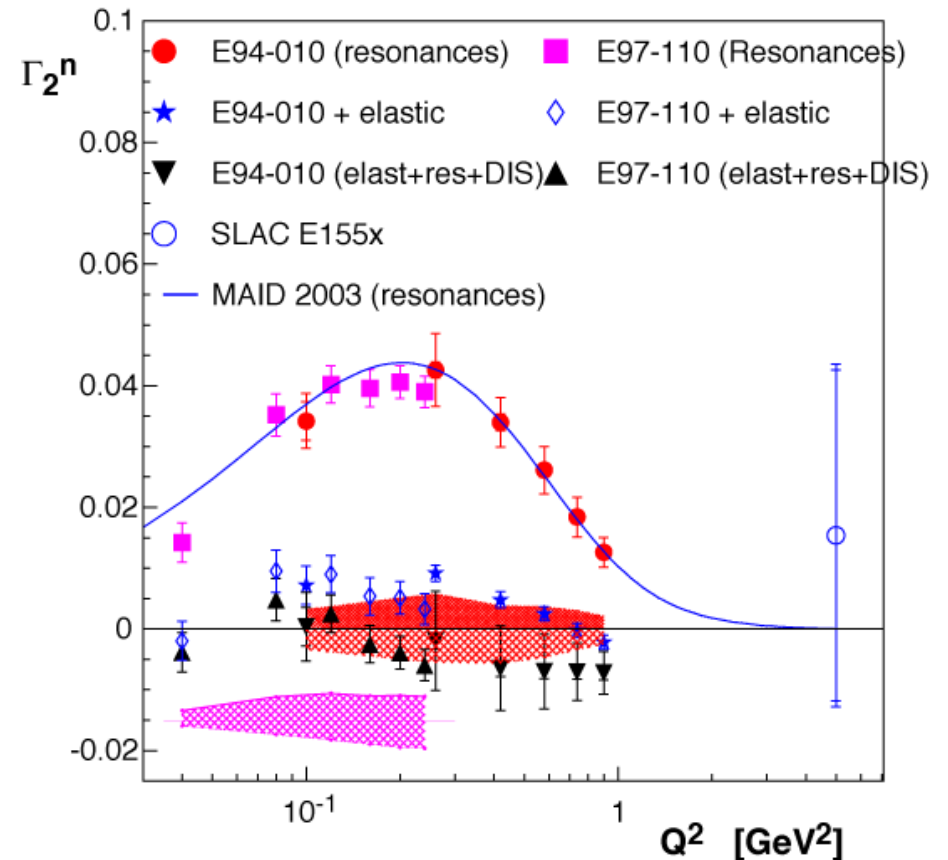 0.1
E94-010 (resonances) E97-110 (Resonances)
Γ₂ⁿ
E94-010 + elastic E97-110 + elastic
0.08
E94-010 (elast+res+DIS) E97-110 (elast+res+DIS)
SLAC E155x
0.06
MAID 2003 (resonances)
0.04
0.02
0
-0.02
10⁻¹ 1
Q² [GeV²]